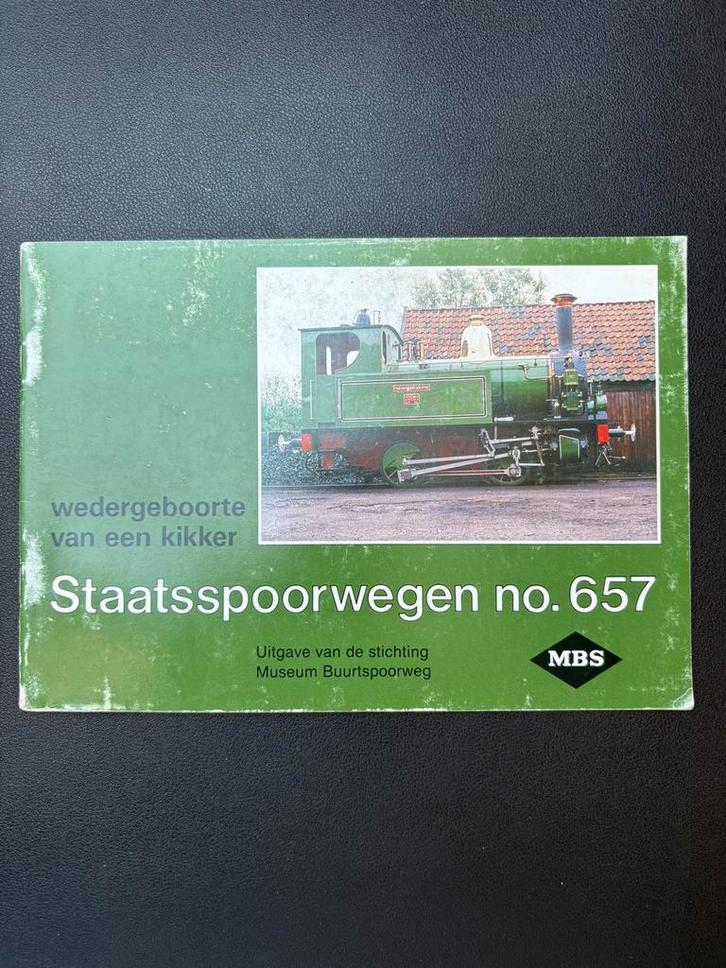 wedergeboorte
van een kikker
Staatsspoorwegen no. 657
Uitgave van de stichting
Museum Buurtspoorweg
MBS